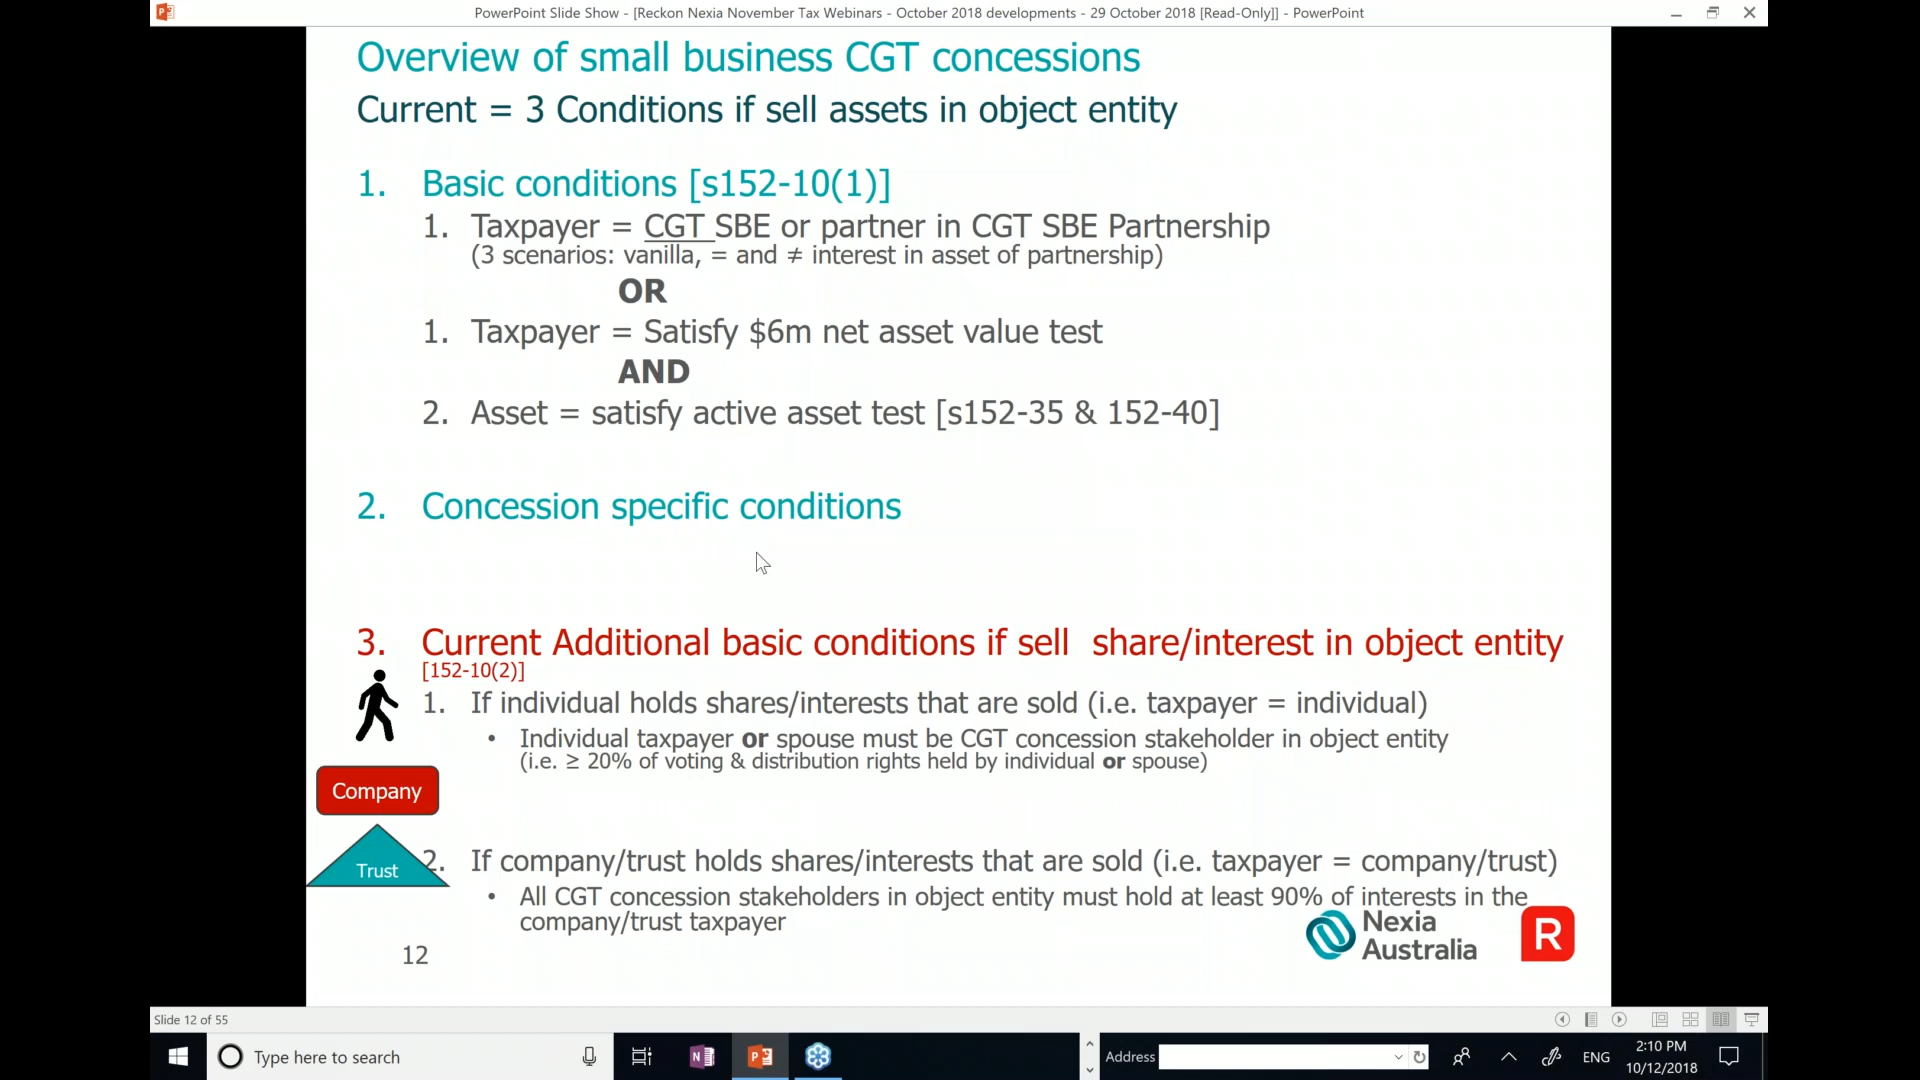 PowerPoint Slide Show - [Reckon Nexia November Tax Webinars - October 2018 developments - 29 October 2018 [Read-Only]] - PowerPoint
Overview of small business CGT concessions
Current = 3 Conditions if sell assets in object entity
1. Basic conditions [s152-10(1)]
1. Taxpayer = CGT SBE or partner in CGT SBE Partnership
(3 scenarios: vanilla, = and ≠ interest in asset of partnership)
OR
1. Taxpayer = Satisfy $6m net asset value test
AND
2. Asset = satisfy active asset test [s152-35 & 152-40]
2. Concession specific conditions
3. Current Additional basic conditions if sell share/interest in object entity
[152-10(2)]
1. If individual holds shares/interests that are sold (i.e. taxpayer = individual)
• Individual taxpayer or spouse must be CGT concession stakeholder in object entity
(i.e. ≥ 20% of voting & distribution rights held by individual or spouse)
Company
Trust
2. If company/trust holds shares/interests that are sold (i.e. taxpayer = company/trust)
• All CGT concession stakeholders in object entity must hold at least 90% of interests in the
company/trust taxpayer
Nexia
Australia
R
12
Slide 12 of 55
Type here to search
Address
ENG
2:10 PM
10/12/2018